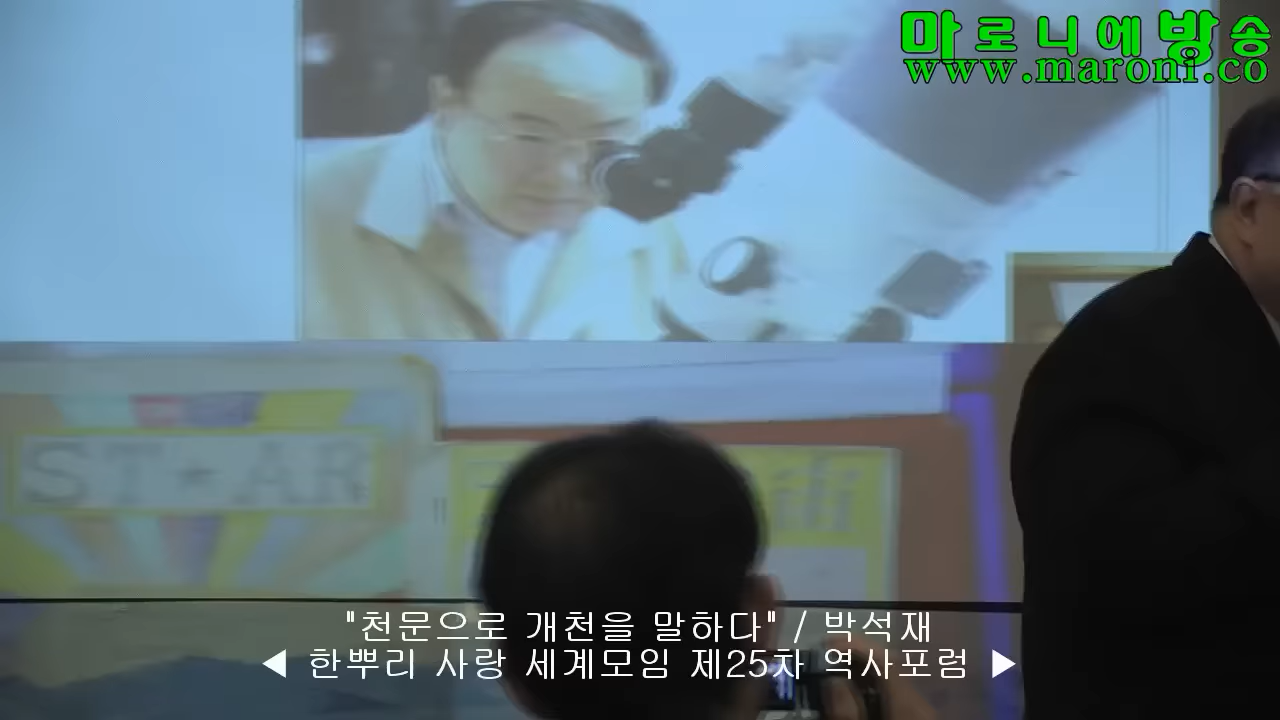 마로니에방송
www.maroni.co
ST★AR
"천문으로 개천을 말하다" / 박석재
◀ 한뿌리 사랑 세계모임 제25차 역사포럼 ▶